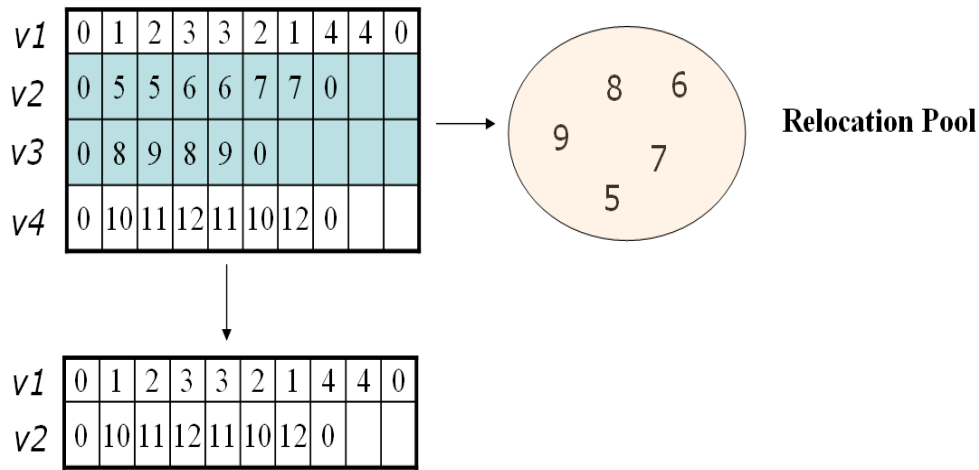 v1 0 1 2 3 3 2 1 4 4 0
v2 0 5 5 6 6 7 7 0
v3 0 8 9 8 9 0
v4 0 10 11 12 11 10 12 0
8 6
9
7
5
Relocation Pool
v1 0 1 2 3 3 2 1 4 4 0
v2 0 10 11 12 11 10 12 0